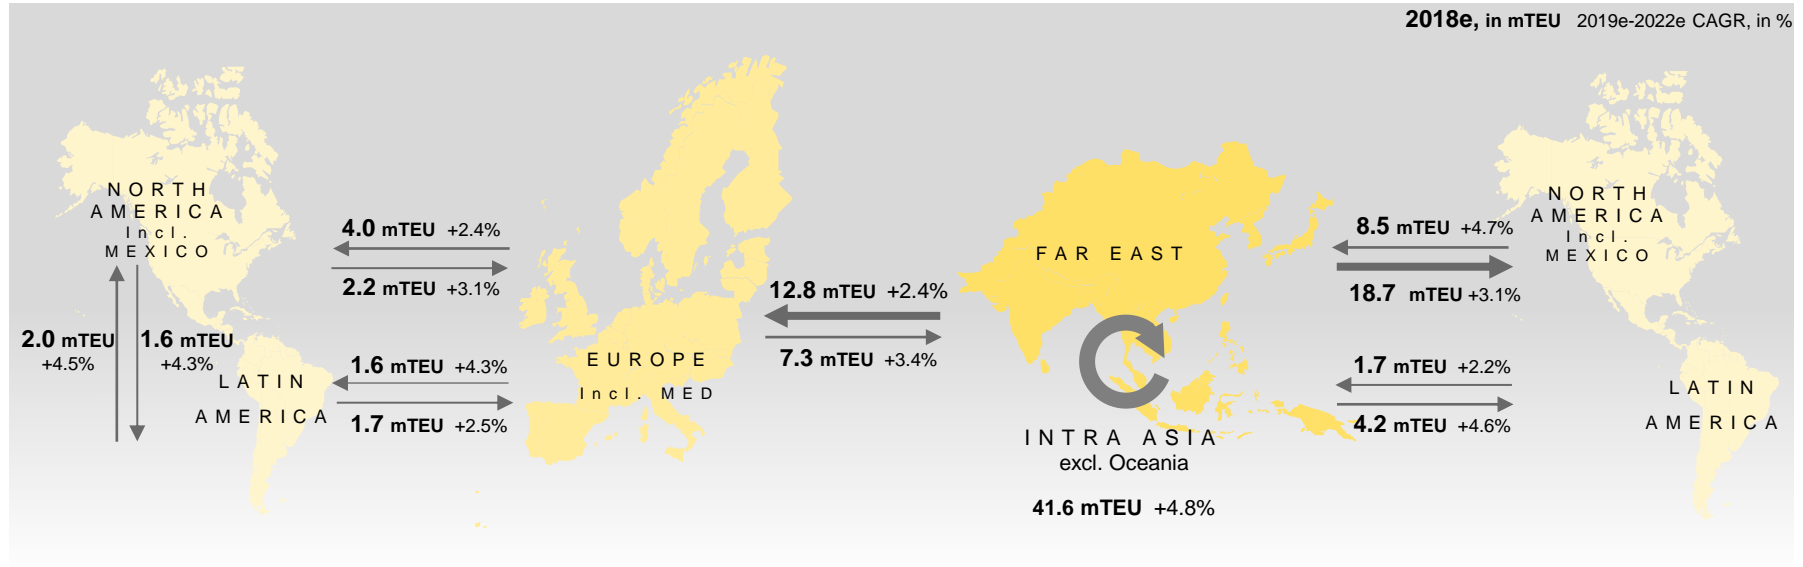 2018e, in mTEU 2019e-2022e CAGR, in %
NORTH
AMERICA
Incl.
MEXICO
4.0 mTEU +2.4%
2.2 mTEU +3.1%
2.0 mTEU
+4.5%
1.6 mTEU
+4.3%
LATIN
AMERICA
1.6 mTEU +4.3%
1.7 mTEU +2.5%
EUROPE
Incl. MED
12.8 mTEU +2.4%
7.3 mTEU +3.4%
FAR EAST
INTRA ASIA
excl. Oceania
41.6 mTEU +4.8%
8.5 mTEU +4.7%
18.7 mTEU +3.1%
1.7 mTEU +2.2%
4.2 mTEU +4.6%
NORTH
AMERICA
Incl.
MEXICO
LATIN
AMERICA